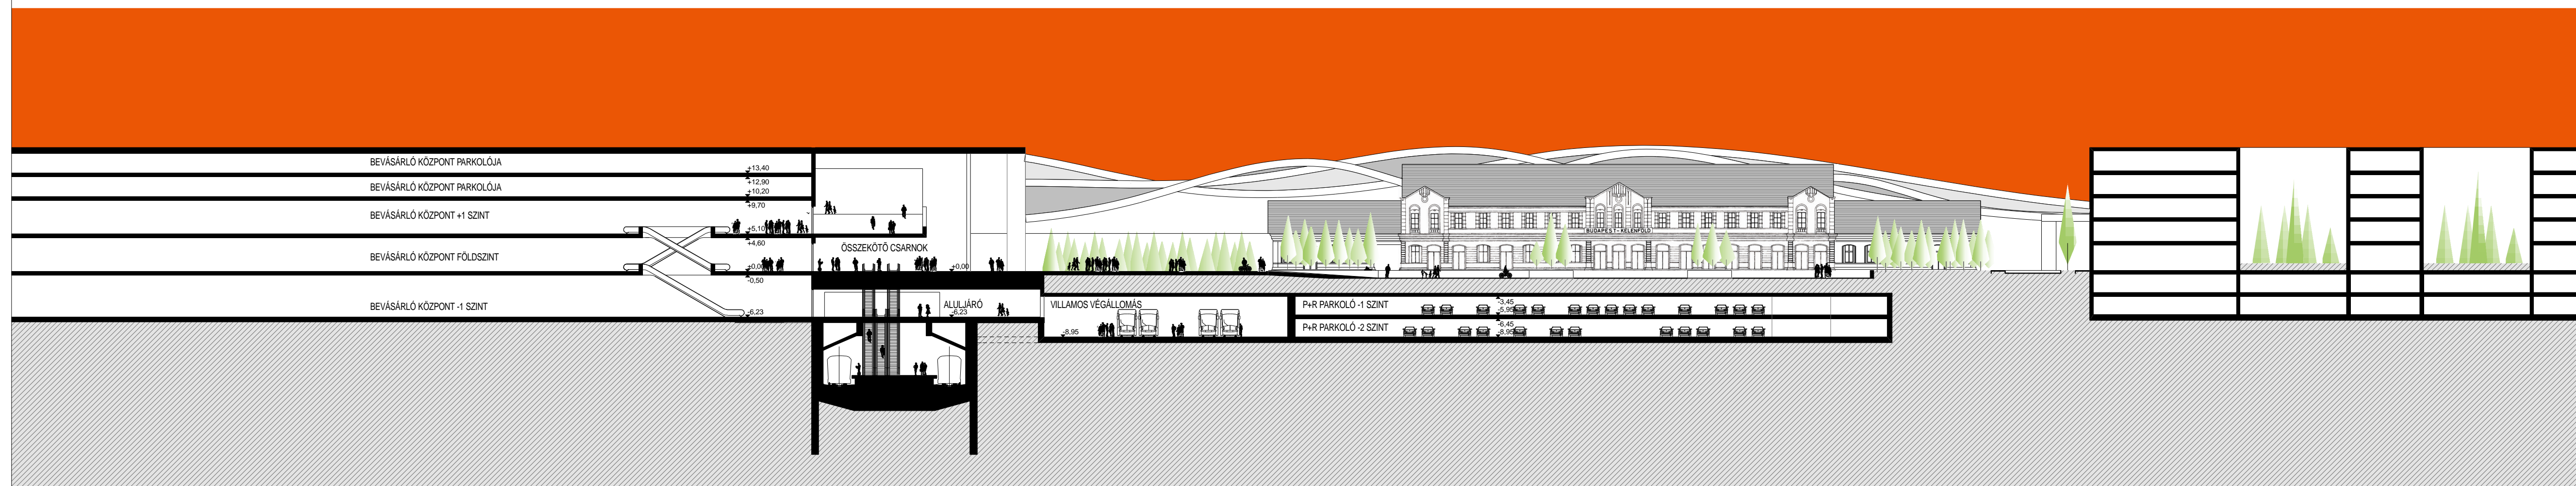 BEVÁSÁRLÓ KÖZPONT PARKOLÓJA
+13,40
+12,90
BEVÁSÁRLÓ KÖZPONT PARKOLÓJA
+10,20
+9,70
BEVÁSÁRLÓ KÖZPONT +1 SZINT
+5,10
+4,60
ÖSSZEKÖTŐ CSARNOK
BEVÁSÁRLÓ KÖZPONT FÖLDSZINT
+0,00
-0,50
+0,00
BUDAPEST-KELENFÖLD
BEVÁSÁRLÓ KÖZPONT -1 SZINT
-6,23
ALULJÁRÓ
-6,23
VILLAMOS VÉGÁLLOMÁS
-8,95
P+R PARKOLÓ -1 SZINT
-3,45
-5,95
P+R PARKOLÓ -2 SZINT
-6,45
-8,95